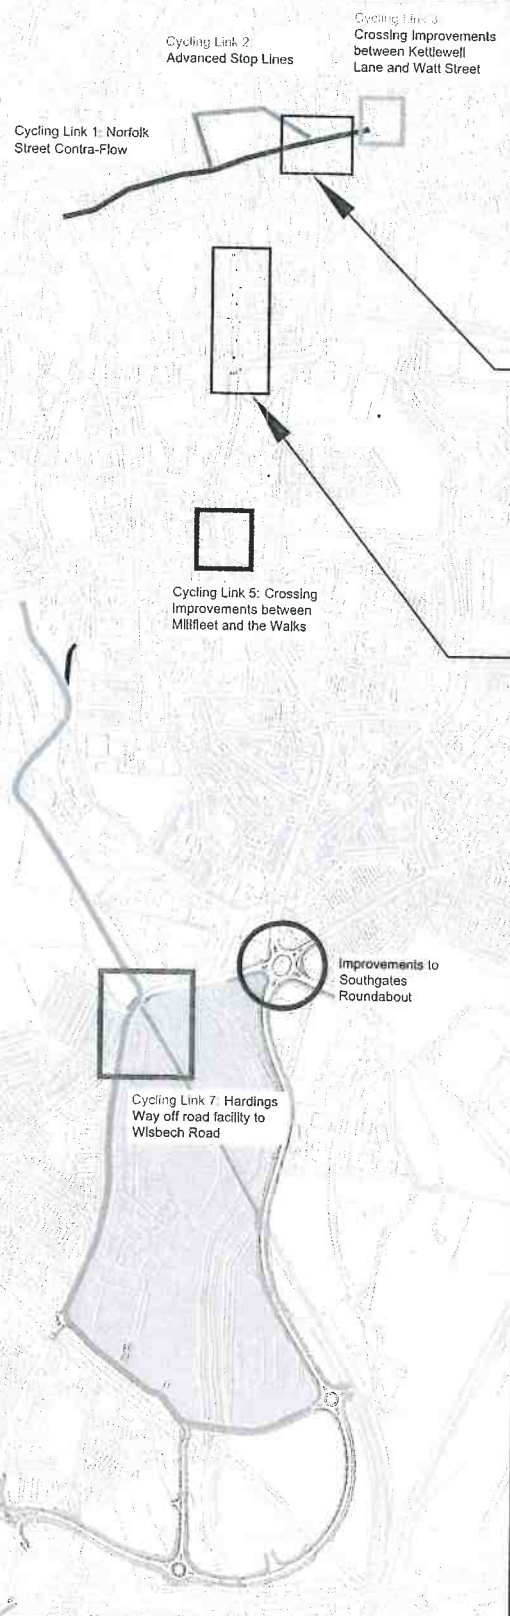 Cycling Link 2
Advanced Stop Lines
Cycling Link 3
Crossing Improvements
between Kettlewell
Lane and Watt Street
Cycling Link 1: Norfolk
Street Contra-Flow
Cycling Link 5: Crossing
Improvements between
Millfleet and the Walks
Improvements to
Southgates
Roundabout
Cycling Link 7: Hardings
Way off road facility to
Wisbech Road